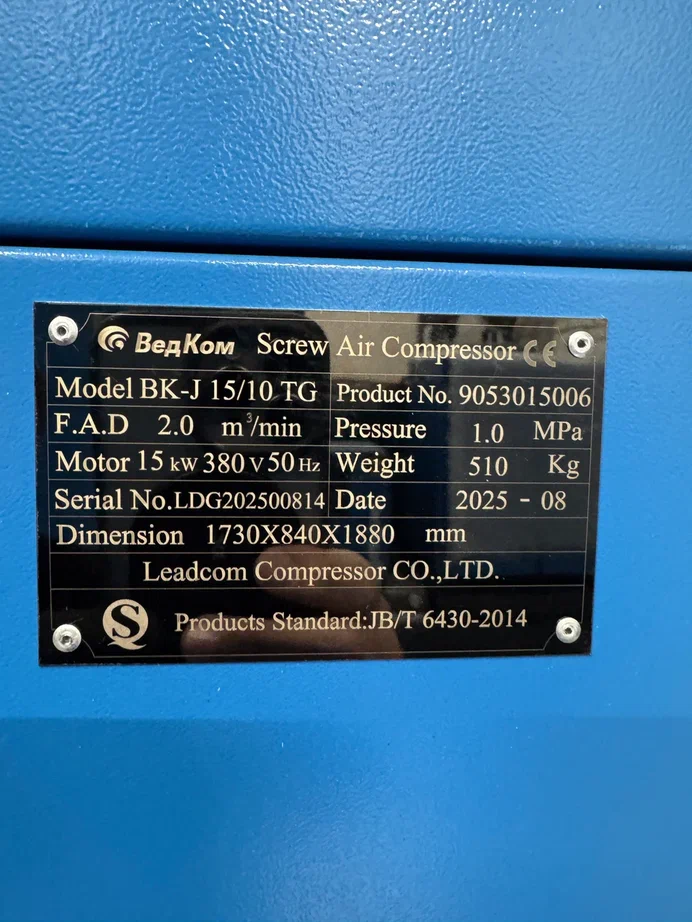 ВедКом Screw Air Compressor CE
Model BK-J 15/10 TG Product No. 9053015006
F.A.D 2.0 m³/min Pressure 1.0 MPa
Motor 15 kW 380 V 50 Hz Weight 510 Kg
Serial No. LDG202500814 Date 2025 - 08
Dimension 1730X840X1880 mm
Leadcom Compressor CO.,LTD.
Products Standard:JB/T 6430-2014